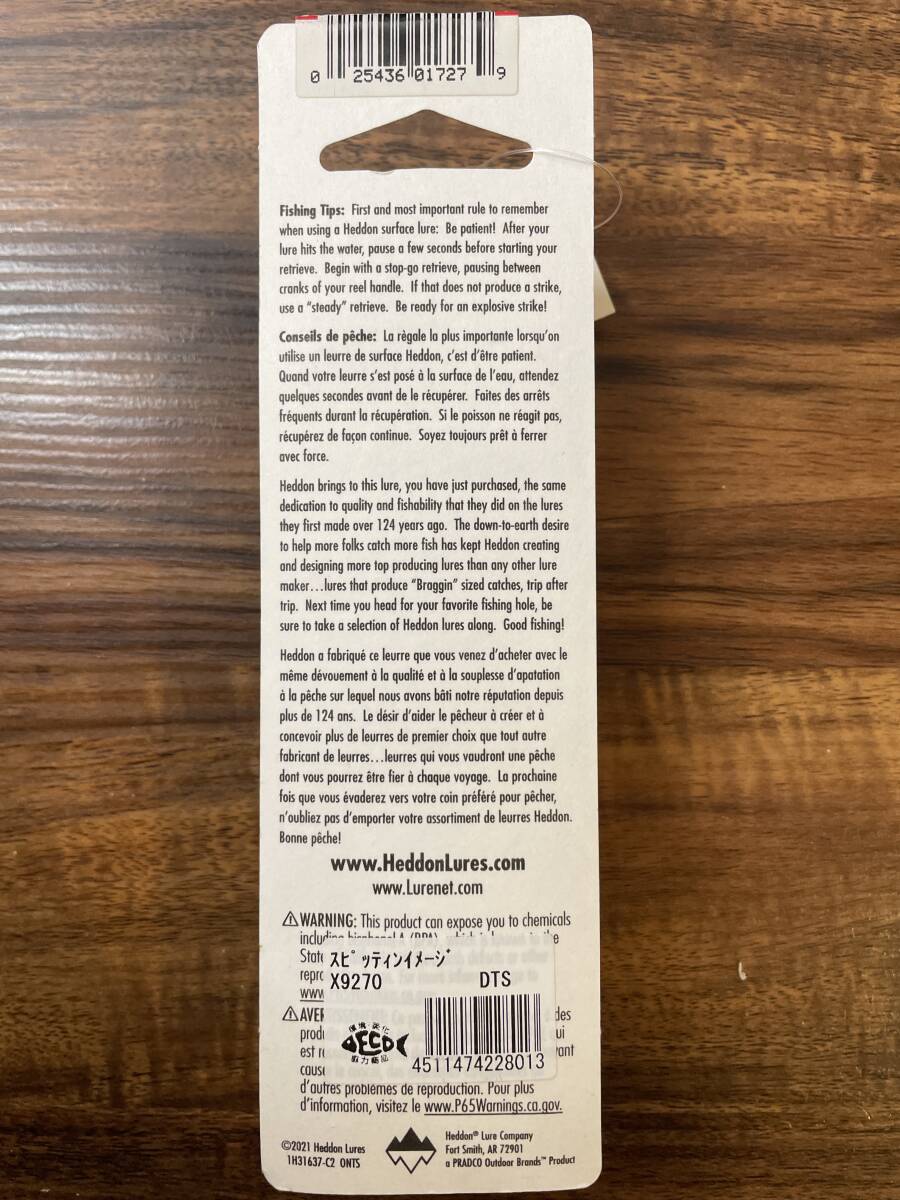 0 25436 01727 9
Fishing Tips: First and most important rule to remember
when using a Heddon surface lure: Be patient! After your
lure hits the water, pause a few seconds before starting your
retrieve. Begin with a stop-go retrieve, pausing between
cranks of your reel handle. If that does not produce a strike,
use a “steady” retrieve. Be ready for an explosive strike!
Conseils de pêche: La règale la plus importante lorsqu’on
utilise un leurre de surface Heddon, c’est d’être patient.
Quand votre leurre s’est posé à la surface de l’eau, attendez
quelques secondes avant de le récupérer. Faites des arrêts
fréquents durant la récupération. Si le poisson ne réagit pas,
récupérez de façon continue. Soyez toujours prêt à ferrer
avec force.
Heddon brings to this lure, you have just purchased, the same
dedication to quality and fishability that they did on the lures
they first made over 124 years ago. The down-to-earth desire
to help more folks catch more fish has kept Heddon creating
and designing more top producing lures than any other lure
maker…lures that produce “Braggin” sized catches, trip after
trip. Next time you head for your favorite fishing hole, be
sure to take a selection of Heddon lures along. Good fishing!
Heddon a fabriqué ce leurre que vous venez d’acheter avec le
même dévouement à la qualité et à la souplesse d’apatation
à la pêche sur lequel nous avons bâti notre réputation depuis
plus de 124 ans. Le désir d’aider le pêcheur à créer et à
concevoir plus de leurres de premier choix que tout autre
fabricant de leurres…leurres qui vous vaudront une pêche
dont vous pourrez être fier à chaque voyage. La prochaine
fois que vous évaderez vers votre coin préféré pour pêcher,
n’oubliez pas d’emporter votre assortiment de leurres Heddon.
Bonne pêche!
www.HeddonLures.com
www.Lurenet.com
WARNING: This product can expose you to chemicals
including bisphenol A (BPA), which is known to the
ｽﾋﾟｯﾃｨﾝｲﾒｰｼﾞ
X9270 DTS
環境・美化
ECO
協力商品
4511474228013
d’autres problèmes de reproduction. Pour plus
d’information, visitez le www.P65Warnings.ca.gov.
©2021 Heddon Lures
1H31637-C2 ONTS
Heddon® Lure Company
Fort Smith, AR 72901
a PRADCO Outdoor Brands™ Product